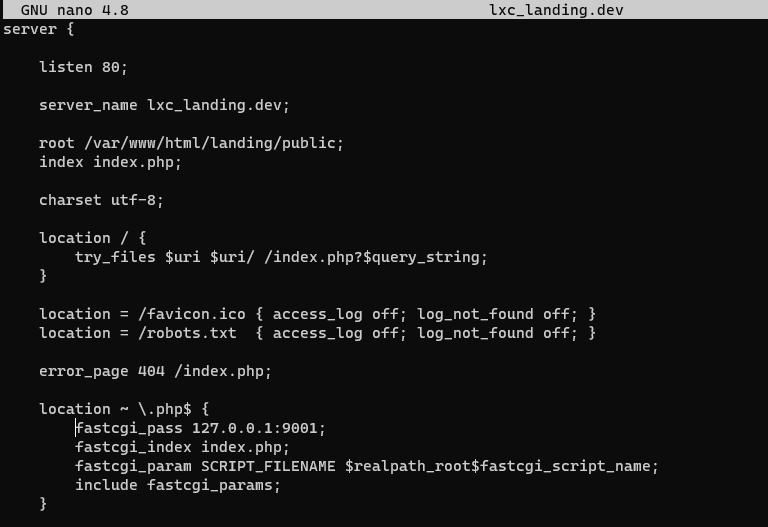 GNU nano 4.8 lxc_landing.dev
server {
listen 80;
server_name lxc_landing.dev;
root /var/www/html/landing/public;
index index.php;
charset utf-8;
location / {
try_files $uri $uri/ /index.php?$query_string;
}
location = /favicon.ico { access_log off; log_not_found off; }
location = /robots.txt  { access_log off; log_not_found off; }
error_page 404 /index.php;
location ~ \.php$ {
fastcgi_pass 127.0.0.1:9001;
fastcgi_index index.php;
fastcgi_param SCRIPT_FILENAME $realpath_root$fastcgi_script_name;
include fastcgi_params;
}